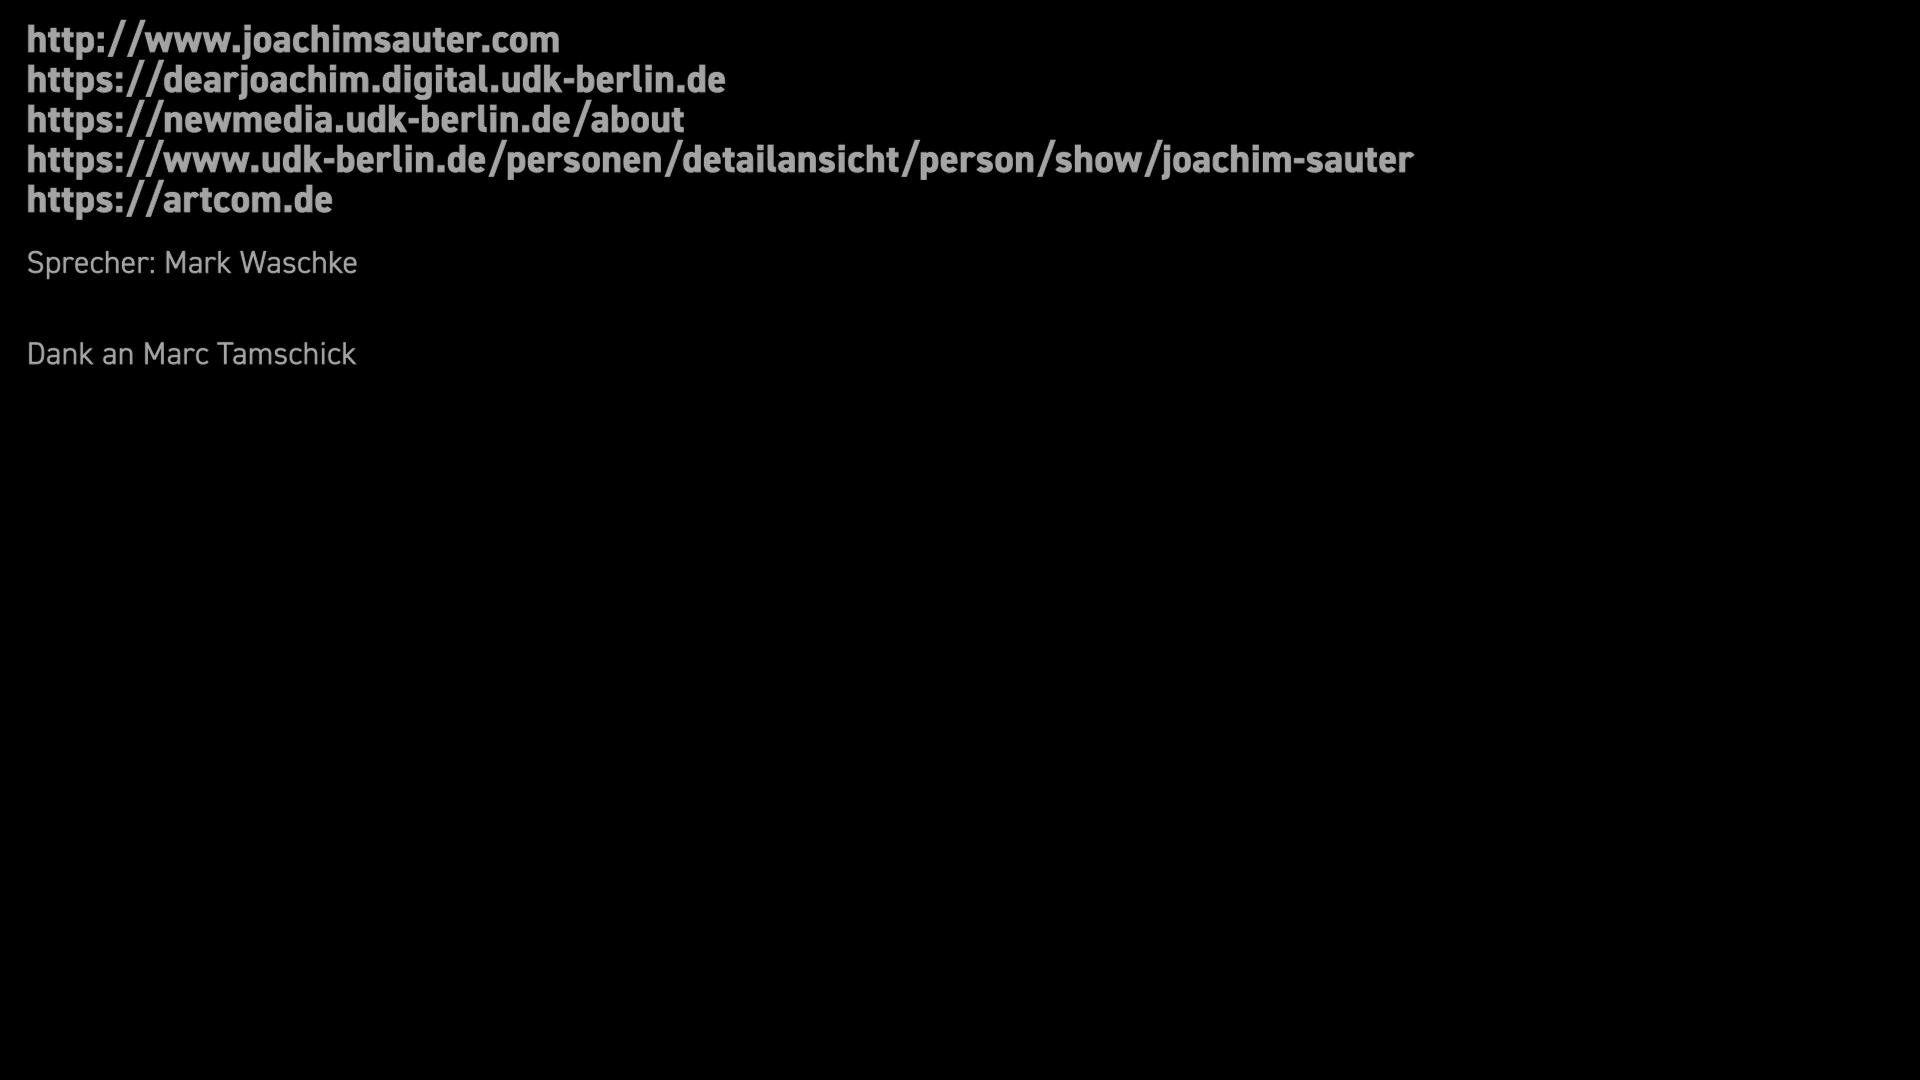 http://www.joachimsauter.com
https://dearjoachim.digital.udk-berlin.de
https://newmedia.udk-berlin.de/about
https://www.udk-berlin.de/personen/detailansicht/person/show/joachim-sauter
https://artcom.de
Sprecher: Mark Waschke
Dank an Marc Tamschick